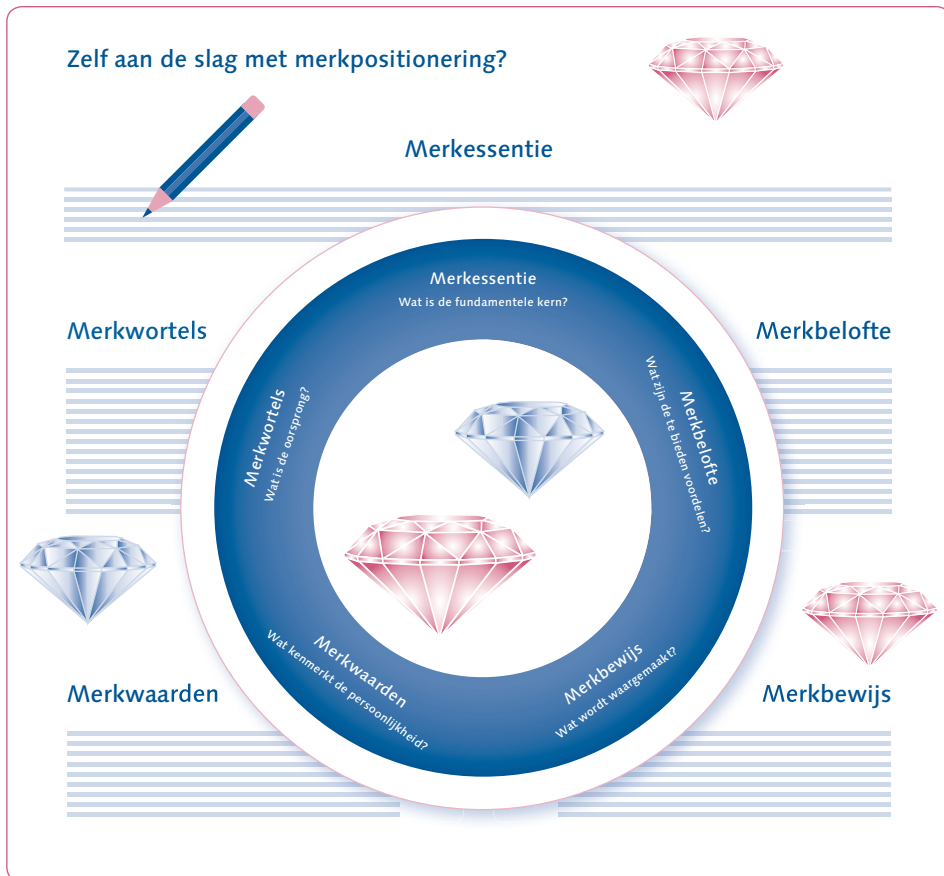 Zelf aan de slag met merkpositionering?
Merkessentie
Merkessentie
Wat is de fundamentele kern?
Merkwortels
Merkbelofte
Merkwortels
Wat is de oorsprong?
Merkbelofte
Wat zijn de te bieden voordelen?
Merkwaarden
Wat kenmerkt de persoonlijkheid?
Merkbewijs
Wat wordt waargemaakt?
Merkwaarden
Merkbewijs